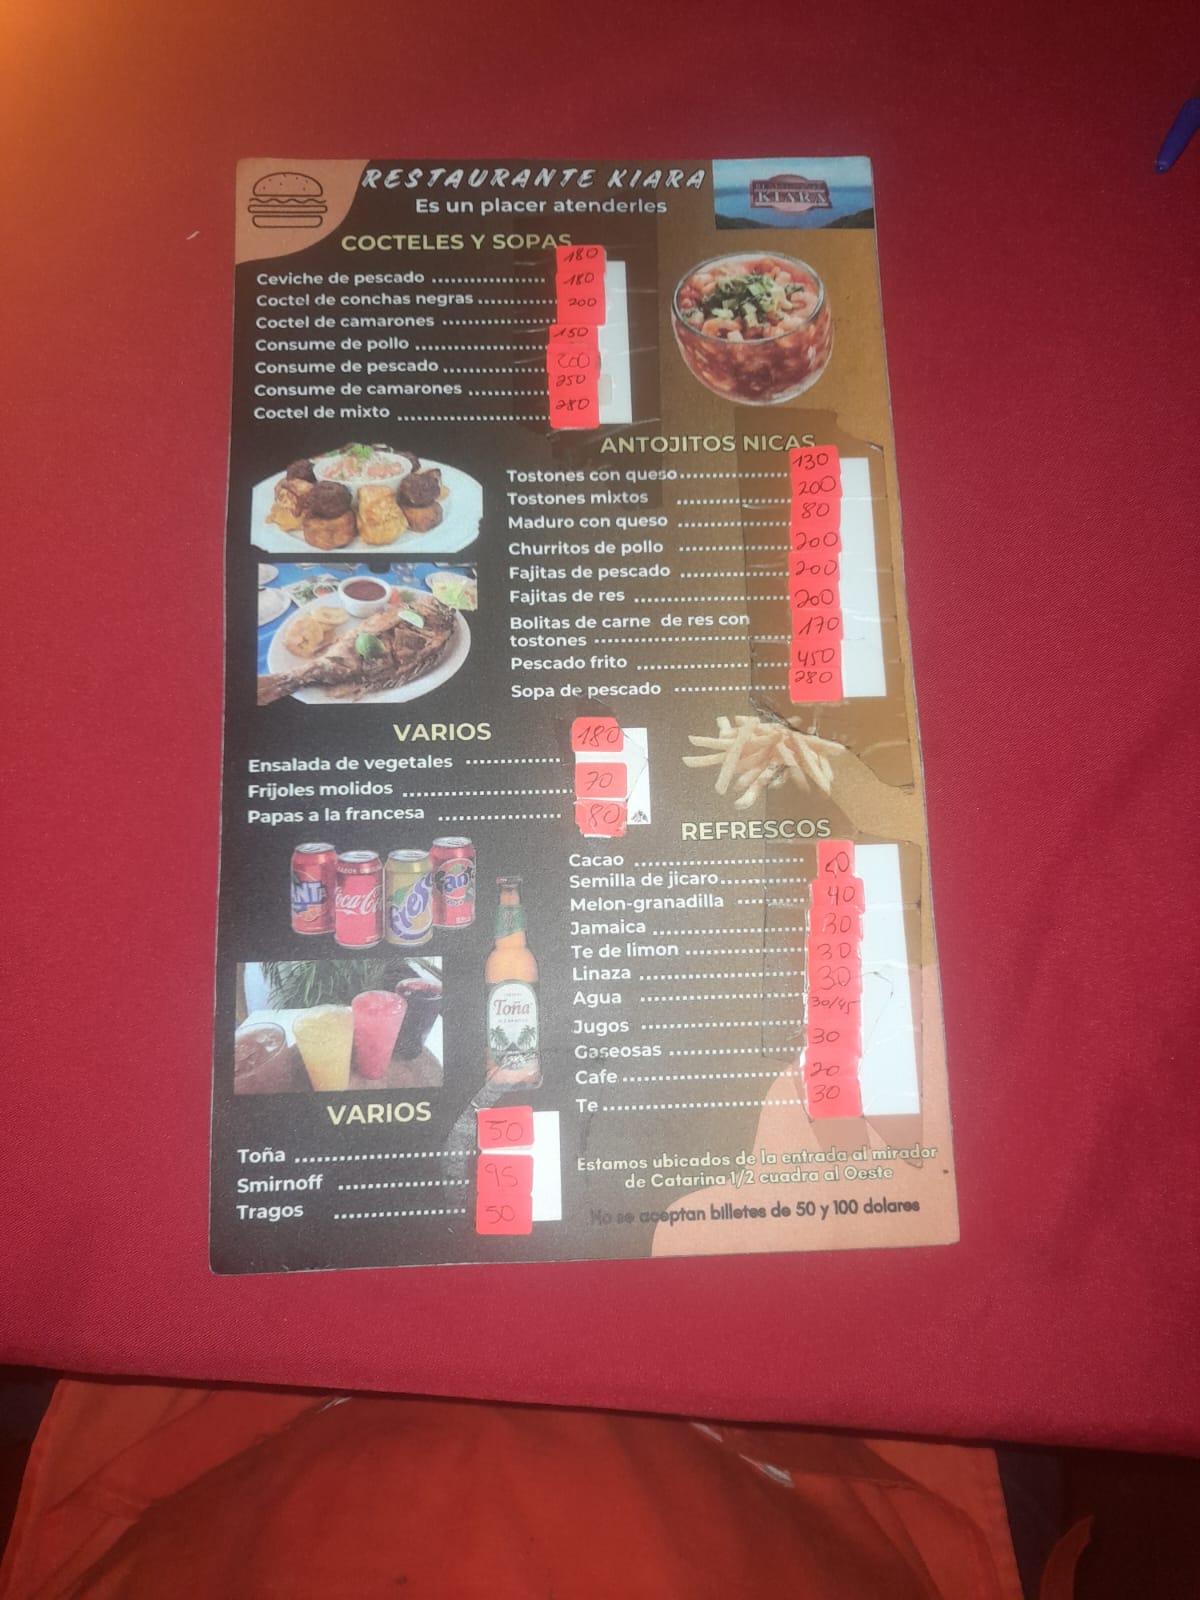 RESTAURANTE KIARA
Es un placer atenderles
KIARA
COCTELES Y SOPAS
Ceviche de pescado ........ 180
Coctel de conchas negras ........ 180
Coctel de camarones ........ 200
Consume de pollo ........ 150
Consume de pescado ........ 200
Consume de camarones ........ 250
Coctel de mixto ........ 280
ANTOJITOS NICAS
Tostones con queso ........ 130
Tostones mixtos ........ 200
Maduro con queso ........ 80
Churritos de pollo ........ 200
Fajitas de pescado ........ 200
Fajitas de res ........ 200
Bolitas de carne de res con
tostones ........ 170
Pescado frito ........ 450
Sopa de pescado ........ 280
VARIOS
Ensalada de vegetales ........ 180
Frijoles molidos ........ 70
Papas a la francesa ........ 80
REFRESCOS
Cacao ........
Semilla de jicaro ........ 40
Melon-granadilla ........
Jamaica ........ 30
Te de limon ........ 30
Linaza ........ 30
Agua ........ 30/45
Jugos ........
Gaseosas ........ 30
Cafe ........ 20
Te ........ 30
Coca-Cola
Toña
VARIOS
Toña ........ 50
Smirnoff ........ 95
Tragos ........ 50
Estamos ubicados de la entrada al mirador
de Catarina 1/2 cuadra al Oeste
No se aceptan billetes de 50 y 100 dolares